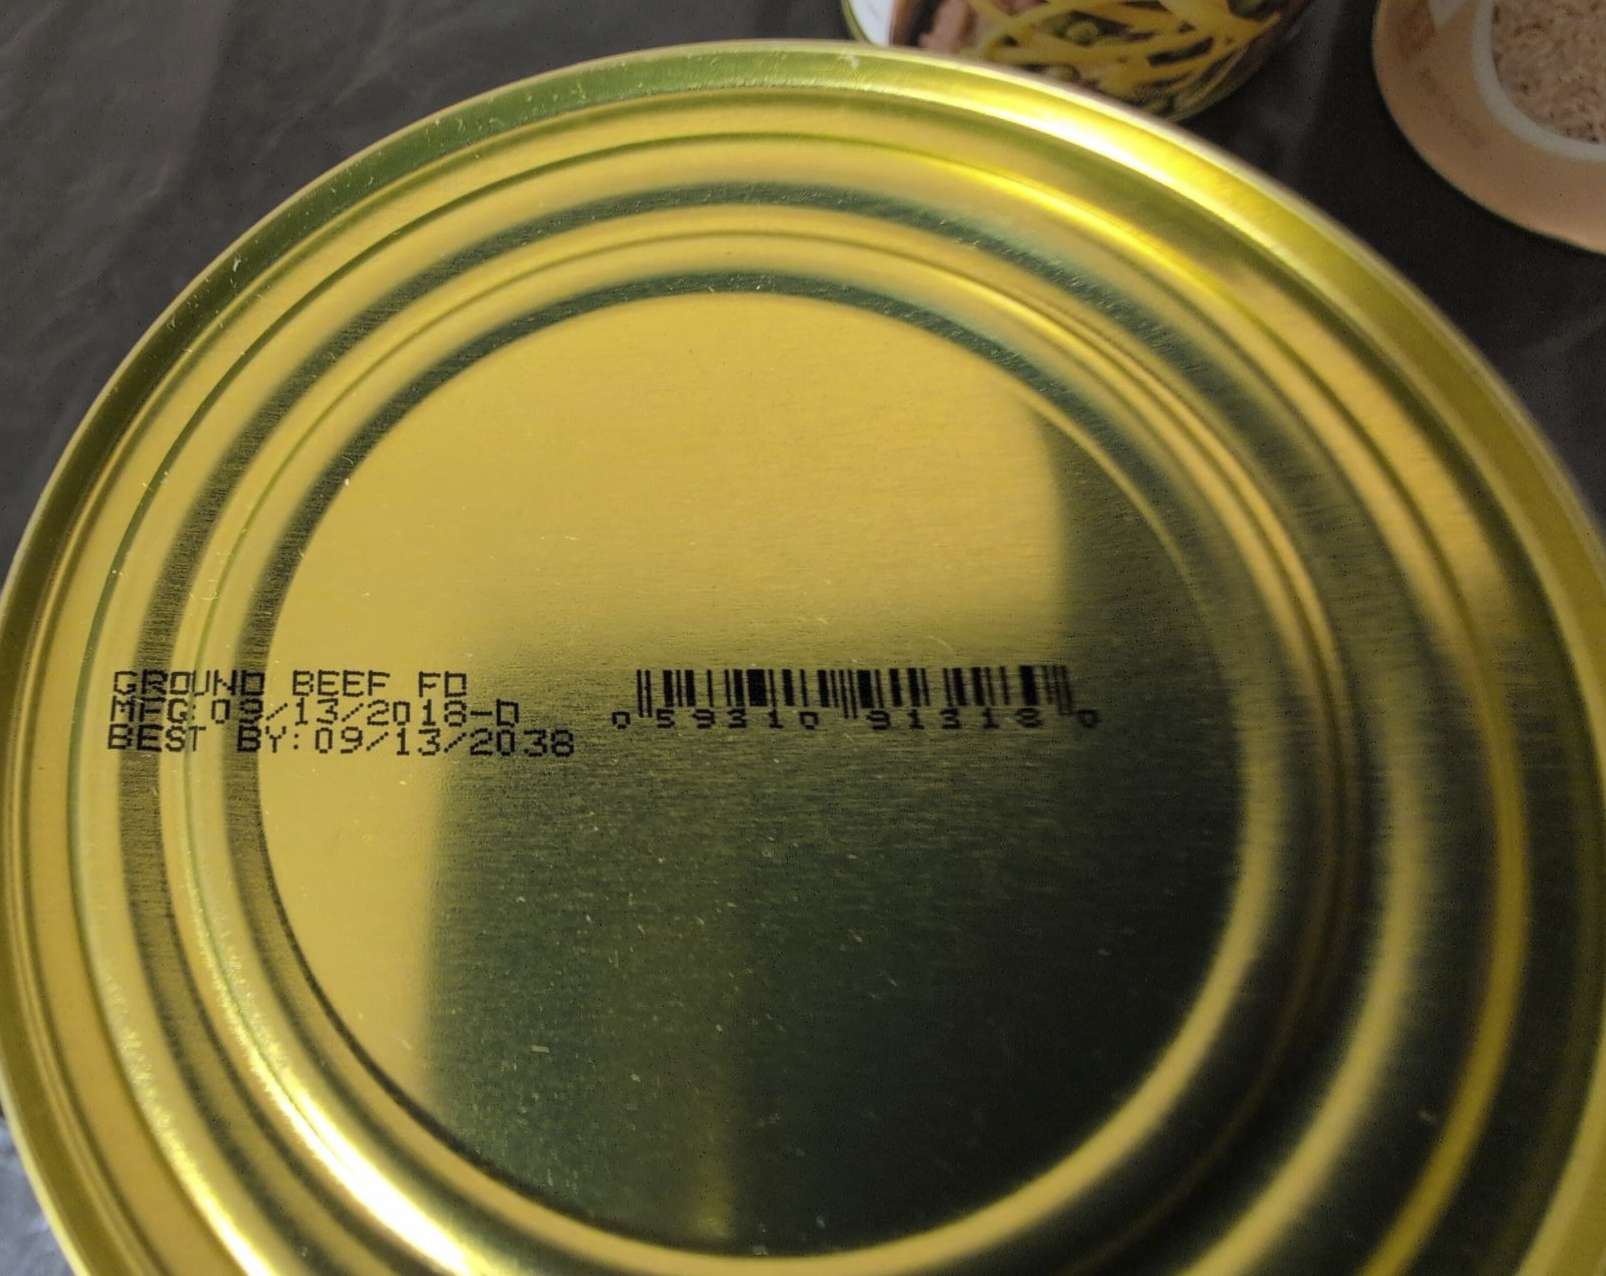 GROUND BEEF FD
MFG:09/13/2018-D
BEST BY:09/13/2038
0 59310 91318 0